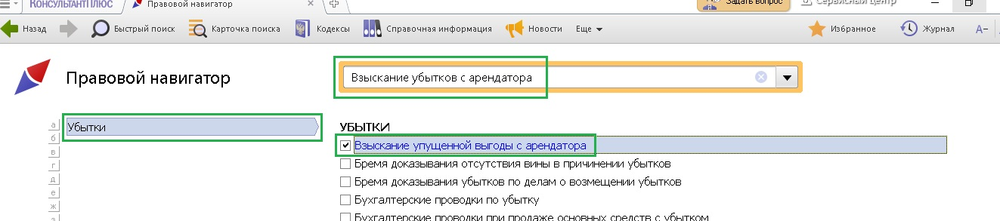 КонсультантПлюс
Правовой навигатор
Задать вопрос
Сервисный центр
Назад
Быстрый поиск
Карточка поиска
Кодексы
Справочная информация
Новости
Еще
Избранное
Журнал
А-
Правовой навигатор
Взыскание убытков с арендатора
а
б
в
г
д
е
ж
з
Убытки
УБЫТКИ
Взыскание упущенной выгоды с арендатора
Бремя доказывания отсутствия вины в причинении убытков
Бремя доказывания убытков по делам о возмещении убытков
Бухгалтерские проводки по убытку
Бухгалтерские проводки при продаже основных средств с убытком